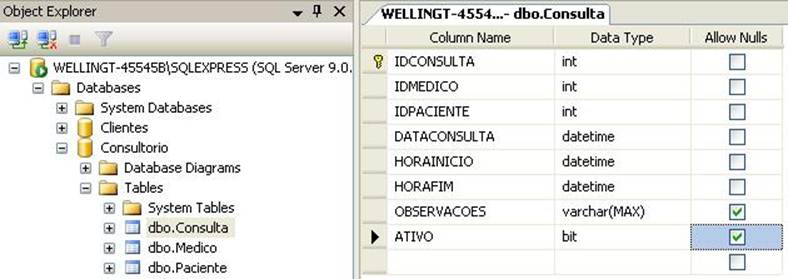 Object Explorer
WELLINGT-45545B\SQLEXPRESS (SQL Server 9.0.
Databases
System Databases
Clientes
Consultorio
Database Diagrams
Tables
System Tables
dbo.Consulta
dbo.Medico
dbo.Paciente
WELLINGT-4554...- dbo.Consulta
Column Name Data Type Allow Nulls
IDCONSULTA int
IDMEDICO int
IDPACIENTE int
DATACONSULTA datetime
HORAINICIO datetime
HORAFIM datetime
OBSERVACOES varchar(MAX)
ATIVO bit